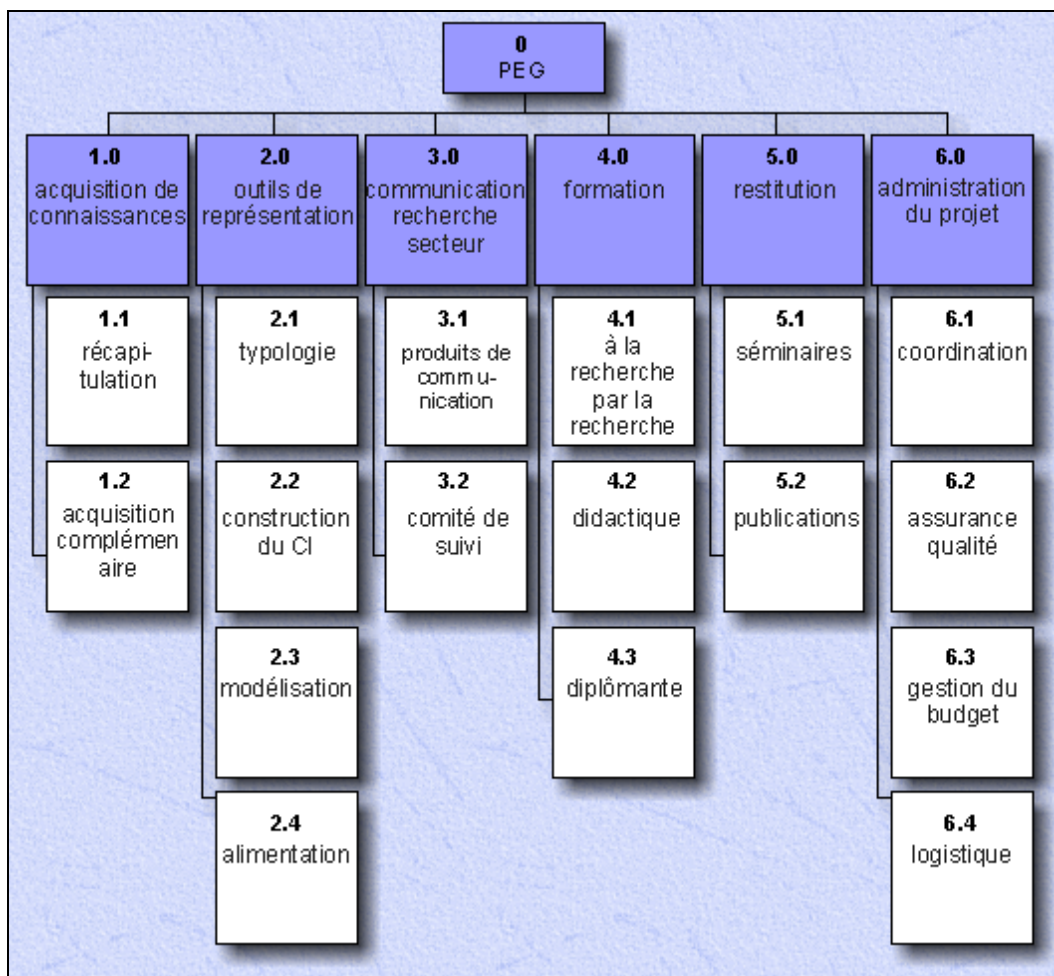 0
PEG
1.0
acquisition de
connaissances
2.0
outils de
représentation
3.0
communication
recherche
secteur
4.0
formation
5.0
restitution
6.0
administration
du projet
1.1
récapi-
tulation
2.1
typologie
3.1
produits de
commu-
nication
4.1
à la
recherche
par la
recherche
5.1
séminaires
6.1
coordination
1.2
acquisition
complémen
aire
2.2
construction
du CI
3.2
comité de
suivi
4.2
didactique
5.2
publications
6.2
assurance
qualité
2.3
modélisation
4.3
diplômante
6.3
gestion du
budget
2.4
alimentation
6.4
logistique